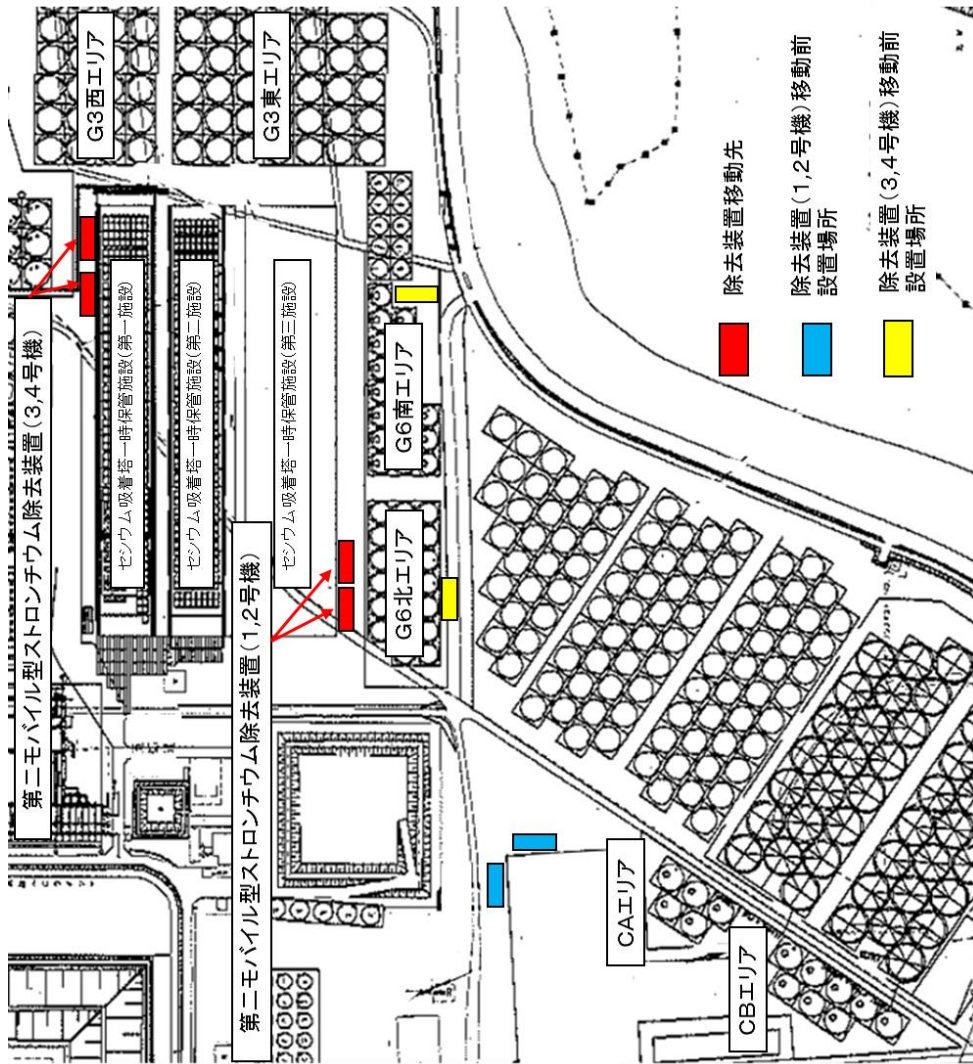 第二モバイル型ストロンチウム除去装置(3,4号機)
G3西エリア
セシウム吸着塔一時保管施設(第一施設)
セシウム吸着塔一時保管施設(第二施設)
G3東エリア
第二モバイル型ストロンチウム除去装置(1,2号機)
セシウム吸着塔一時保管施設(第三施設)
G6北エリア
G6南エリア
CAエリア
CBエリア
除去装置移動先
除去装置(1,2号機)移動前
設置場所
除去装置(3,4号機)移動前
設置場所